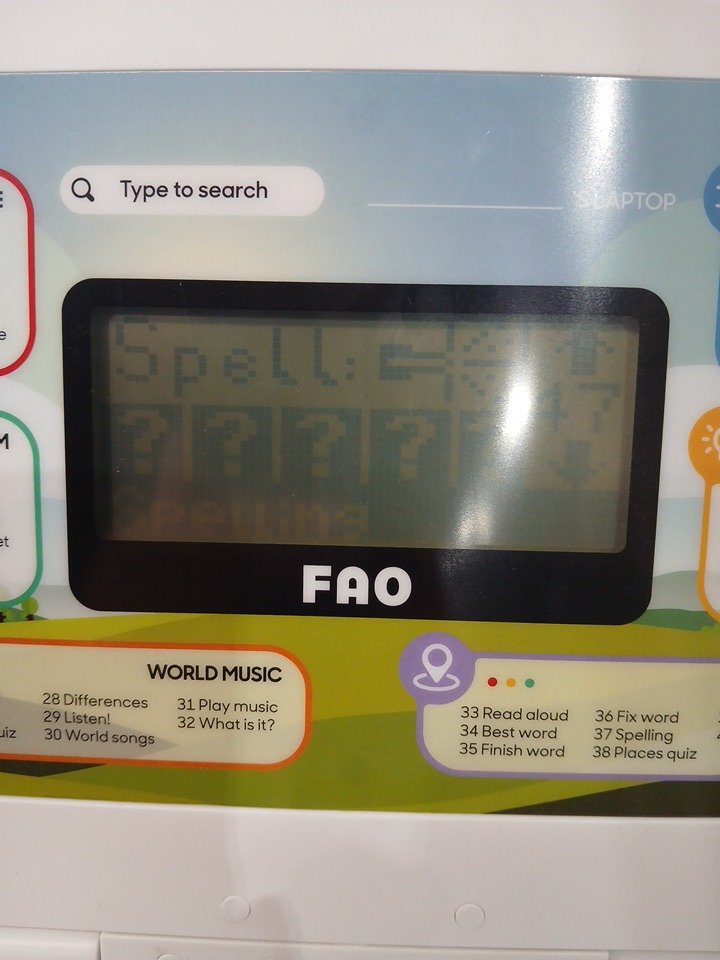 Type to search
'S LAPTOP
Spell:
47
? ? ? ?
Spelling
FAO
WORLD MUSIC
28 Differences
29 Listen!
30 World songs
31 Play music
32 What is it?
33 Read aloud
34 Best word
35 Finish word
36 Fix word
37 Spelling
38 Places quiz